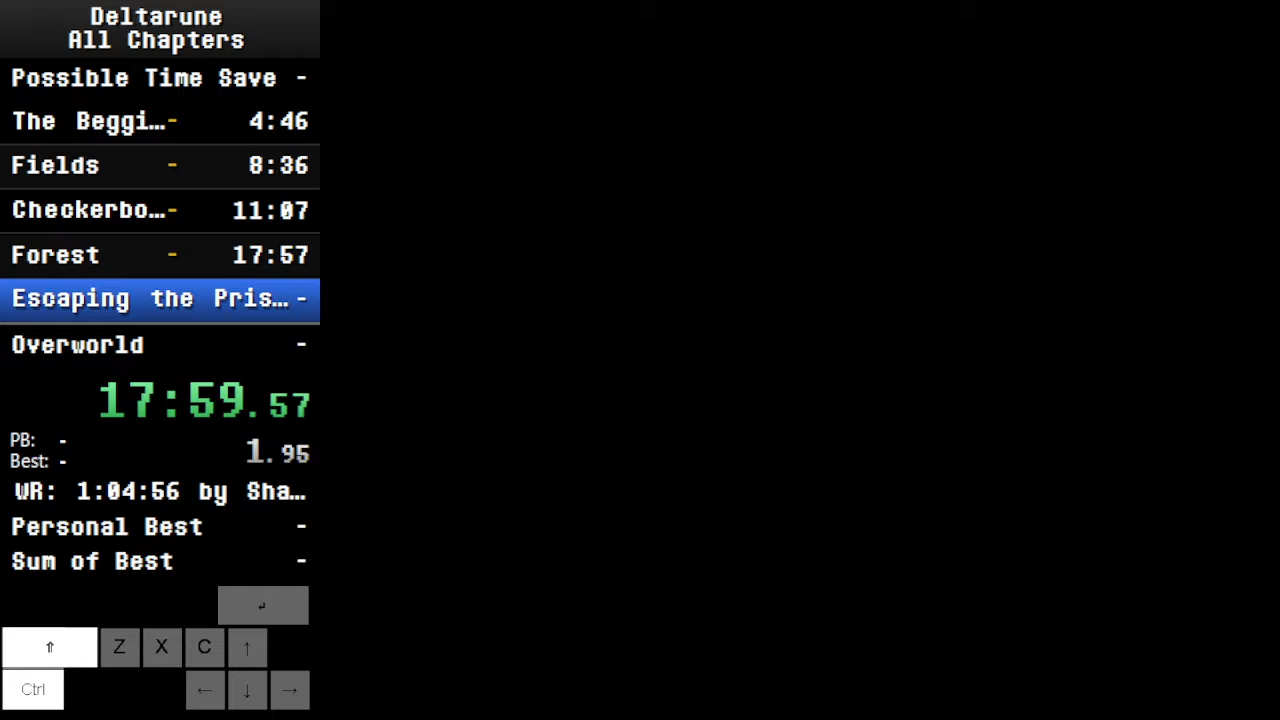 Deltarune
All Chapters
Possible Time Save -
The Beggi...- 4:46
Fields - 8:36
Checkerbo...- 11:07
Forest - 17:57
Escaping the Pris... -
Overworld -
17:59.57
PB: -
Best: -
1.95
WR: 1:04:56 by Sha...
Personal Best -
Sum of Best -
↵
⇧ Z X C ↑
Ctrl ← ↓ →